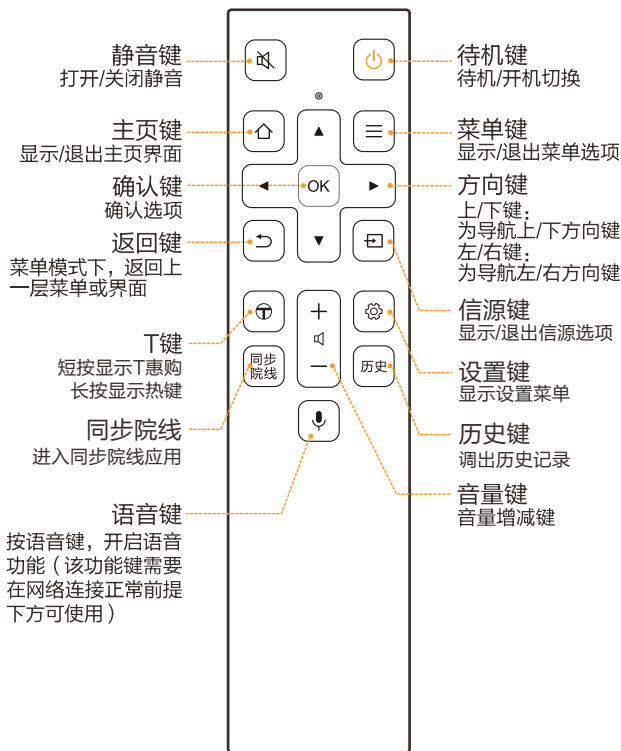 静音键
打开/关闭静音
主页键
显示/退出主页界面
确认键
确认选项
返回键
菜单模式下，返回上
一层菜单或界面
T键
短按显示T惠购
长按显示热键
同步院线
进入同步院线应用
语音键
按语音键，开启语音
功能（该功能键需要
在网络连接正常前提
下方可使用）
OK
同步
院线
历史
待机键
待机/开机切换
菜单键
显示/退出菜单选项
方向键
上/下键：
为导航上/下方向键
左/右键：
为导航左/右方向键
信源键
显示/退出信源选项
设置键
显示设置菜单
历史键
调出历史记录
音量键
音量增减键